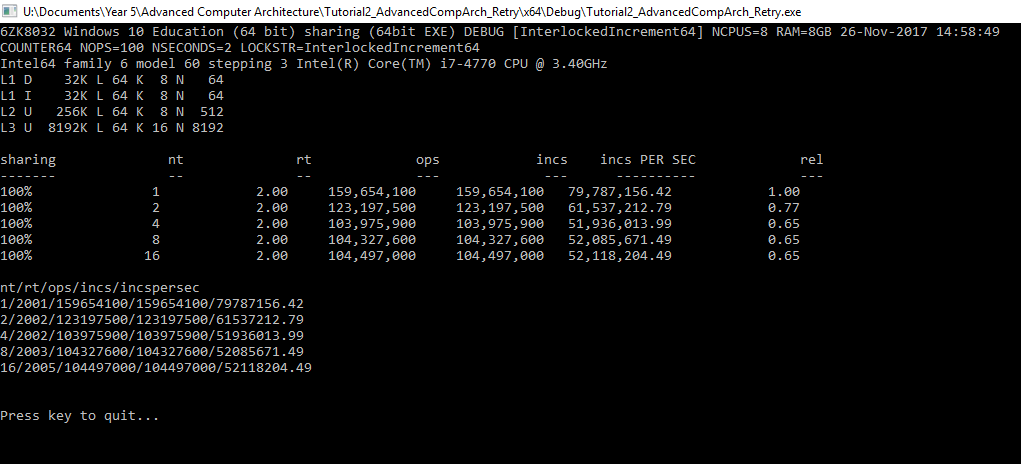 U:\Documents\Year 5\Advanced Computer Architecture\Tutorial2_AdvancedCompArch_Retry\x64\Debug\Tutorial2_AdvancedCompArch_Retry.exe
6ZK8032 Windows 10 Education (64 bit) sharing (64bit EXE) DEBUG [InterlockedIncrement64] NCPUS=8 RAM=8GB 26-Nov-2017 14:58:49
COUNTER64 NOPS=100 NSECONDS=2 LOCKSTR=InterlockedIncrement64
Intel64 family 6 model 60 stepping 3 Intel(R) Core(TM) i7-4770 CPU @ 3.40GHz
L1 D    32K L 64 K  8 N   64
L1 I    32K L 64 K  8 N   64
L2 U   256K L 64 K  8 N  512
L3 U  8192K L 64 K 16 N 8192
sharing              nt              rt             ops            incs    incs PER SEC             rel
-------              --              --             ---             ---      ----------             ---
100%               1            2.00     159,654,100     159,654,100   79,787,156.42            1.00
100%               2            2.00     123,197,500     123,197,500   61,537,212.79            0.77
100%               4            2.00     103,975,900     103,975,900   51,936,013.99            0.65
100%               8            2.00     104,327,600     104,327,600   52,085,671.49            0.65
100%              16            2.00     104,497,000     104,497,000   52,118,204.49            0.65
nt/rt/ops/incs/incspersec
1/2001/159654100/159654100/79787156.42
2/2002/123197500/123197500/61537212.79
4/2002/103975900/103975900/51936013.99
8/2003/104327600/104327600/52085671.49
16/2005/104497000/104497000/52118204.49
Press key to quit...